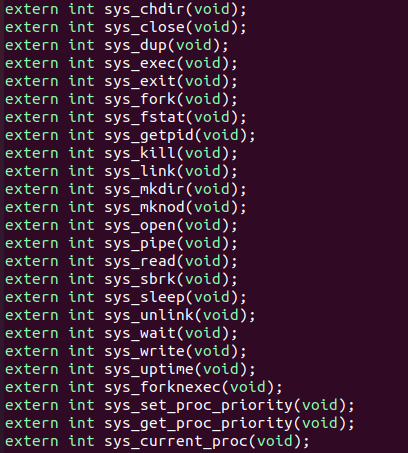 extern int sys_chdir(void);
extern int sys_close(void);
extern int sys_dup(void);
extern int sys_exec(void);
extern int sys_exit(void);
extern int sys_fork(void);
extern int sys_fstat(void);
extern int sys_getpid(void);
extern int sys_kill(void);
extern int sys_link(void);
extern int sys_mkdir(void);
extern int sys_mknod(void);
extern int sys_open(void);
extern int sys_pipe(void);
extern int sys_read(void);
extern int sys_sbrk(void);
extern int sys_sleep(void);
extern int sys_unlink(void);
extern int sys_wait(void);
extern int sys_write(void);
extern int sys_uptime(void);
extern int sys_forknexec(void);
extern int sys_set_proc_priority(void);
extern int sys_get_proc_priority(void);
extern int sys_current_proc(void);